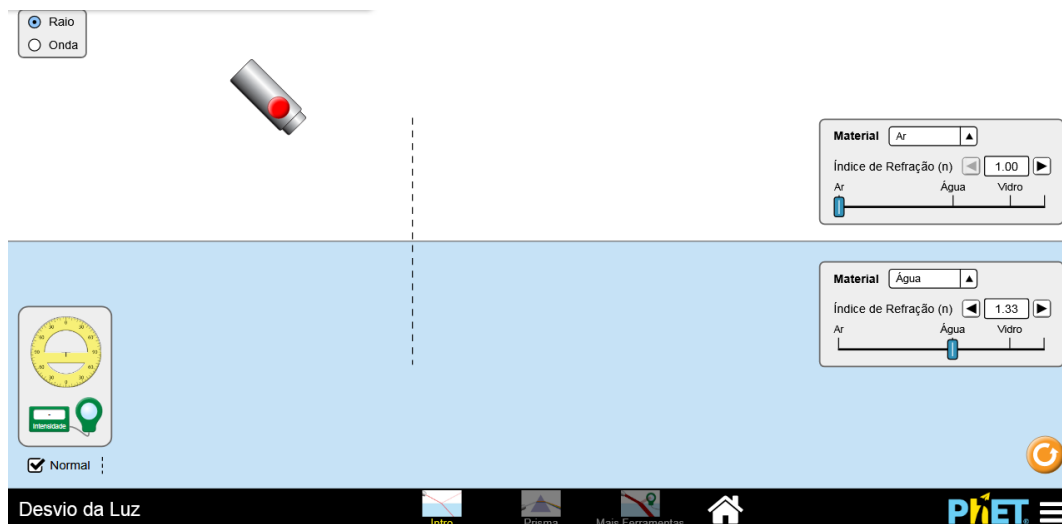 Raio
Onda
Material Ar
Índice de Refração (n) 1.00
Ar Água Vidro
Material Água
Índice de Refração (n) 1.33
Ar Água Vidro
Intensidade
Normal
Desvio da Luz
Intro Prisma Mais Ferramentas
PhET